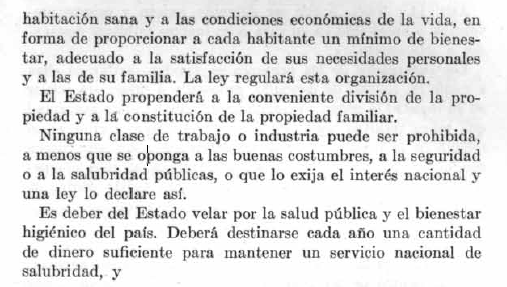 habitación sana y a las condiciones económicas de la vida, en
forma de proporcionar a cada habitante un mínimo de bienes-
tar, adecuado a la satisfacción de sus necesidades personales
y a las de su familia. La ley regulará esta organización.
El Estado propenderá a la conveniente división de la pro-
piedad y a la constitución de la propiedad familiar.
Ninguna clase de trabajo o industria puede ser prohibida,
a menos que se oponga a las buenas costumbres, a la seguridad
o a la salubridad públicas, o que lo exija el interés nacional y
una ley lo declare así.
Es deber del Estado velar por la salud pública y el bienestar
higiénico del país. Deberá destinarse cada año una cantidad
de dinero suficiente para mantener un servicio nacional de
salubridad, y